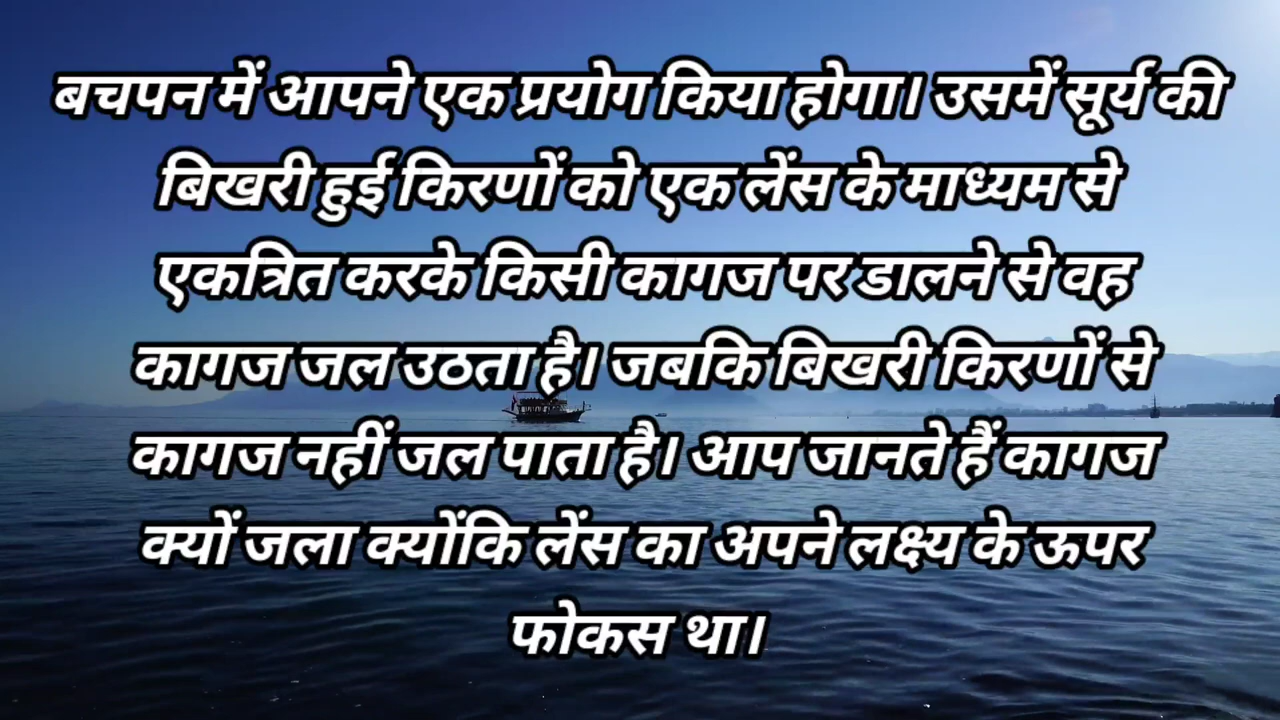 बचपन में आपने एक प्रयोग किया होगा। उसमें सूर्य की
बिखरी हुई किरणों को एक लेंस के माध्यम से
एकत्रित करके किसी कागज पर डालने से वह
कागज जल उठता है। जबकि बिखरी किरणों से
कागज नहीं जल पाता है। आप जानते हैं कागज
क्यों जला क्योंकि लेंस का अपने लक्ष्य के ऊपर
फोकस था।